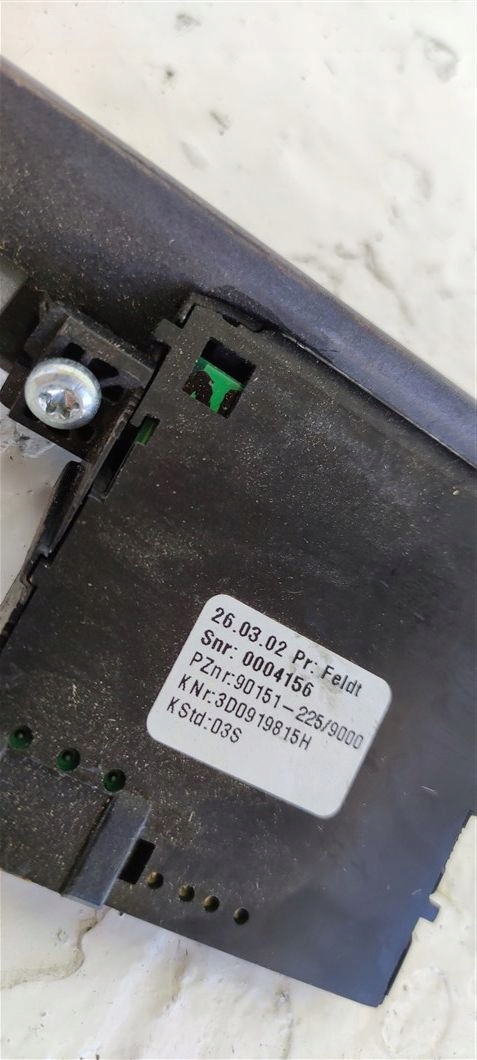 26.03.02 Pr: Feldt
Snr: 0004156
PZnr:90151-225/9000
KNr:3D0919815H
KStd:03S